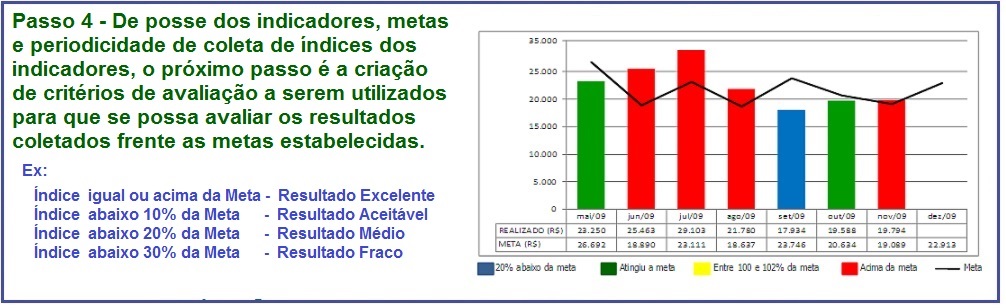 Passo 4 - De posse dos indicadores, metas
e periodicidade de coleta de índices dos
indicadores, o próximo passo é a criação
de critérios de avaliação a serem utilizados
para que se possa avaliar os resultados
coletados frente as metas estabelecidas.
Ex:
Índice igual ou acima da Meta - Resultado Excelente
Índice abaixo 10% da Meta - Resultado Aceitável
Índice abaixo 20% da Meta - Resultado Médio
Índice abaixo 30% da Meta - Resultado Fraco
35.000
25.000
20.000
15.000
10.000
5.000
0
mai/09 jun/09 jul/09 ago/09 set/09 out/09 nov/09 dez/09
REALIZADO (R$) 23.250 25.463 29.103 21.780 17.934 19.588 19.794
META (R$) 26.692 18.890 23.111 18.637 23.746 20.634 19.089 22.913
20% abaixo da meta Atingiu a meta Entre 100 e 102% da meta Acima da meta Meta